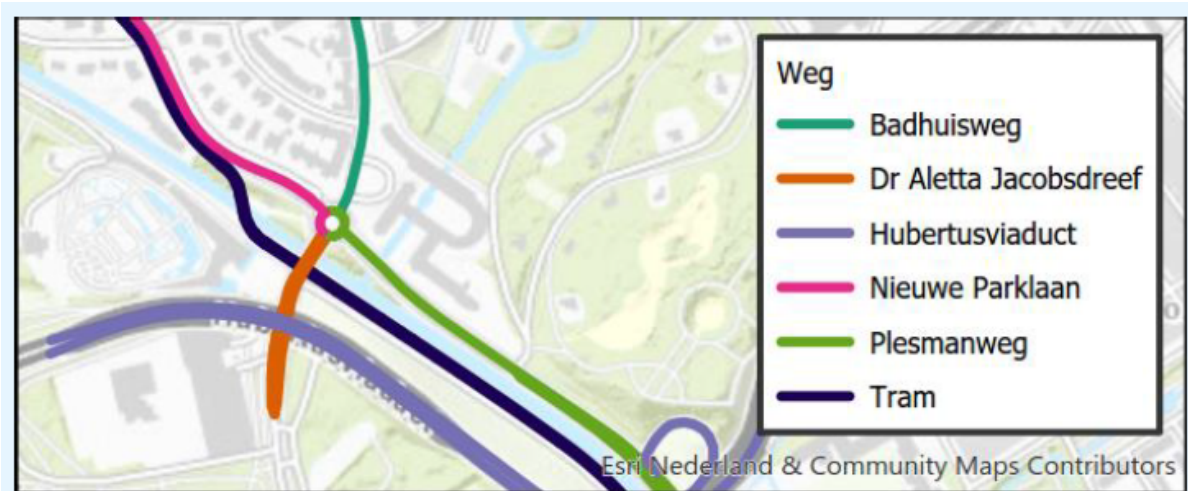 Weg
Badhuisweg
Dr Aletta Jacobsdreef
Hubertusviaduct
Nieuwe Parklaan
Plesmanweg
Tram
Esri Nederland & Community Maps Contributors